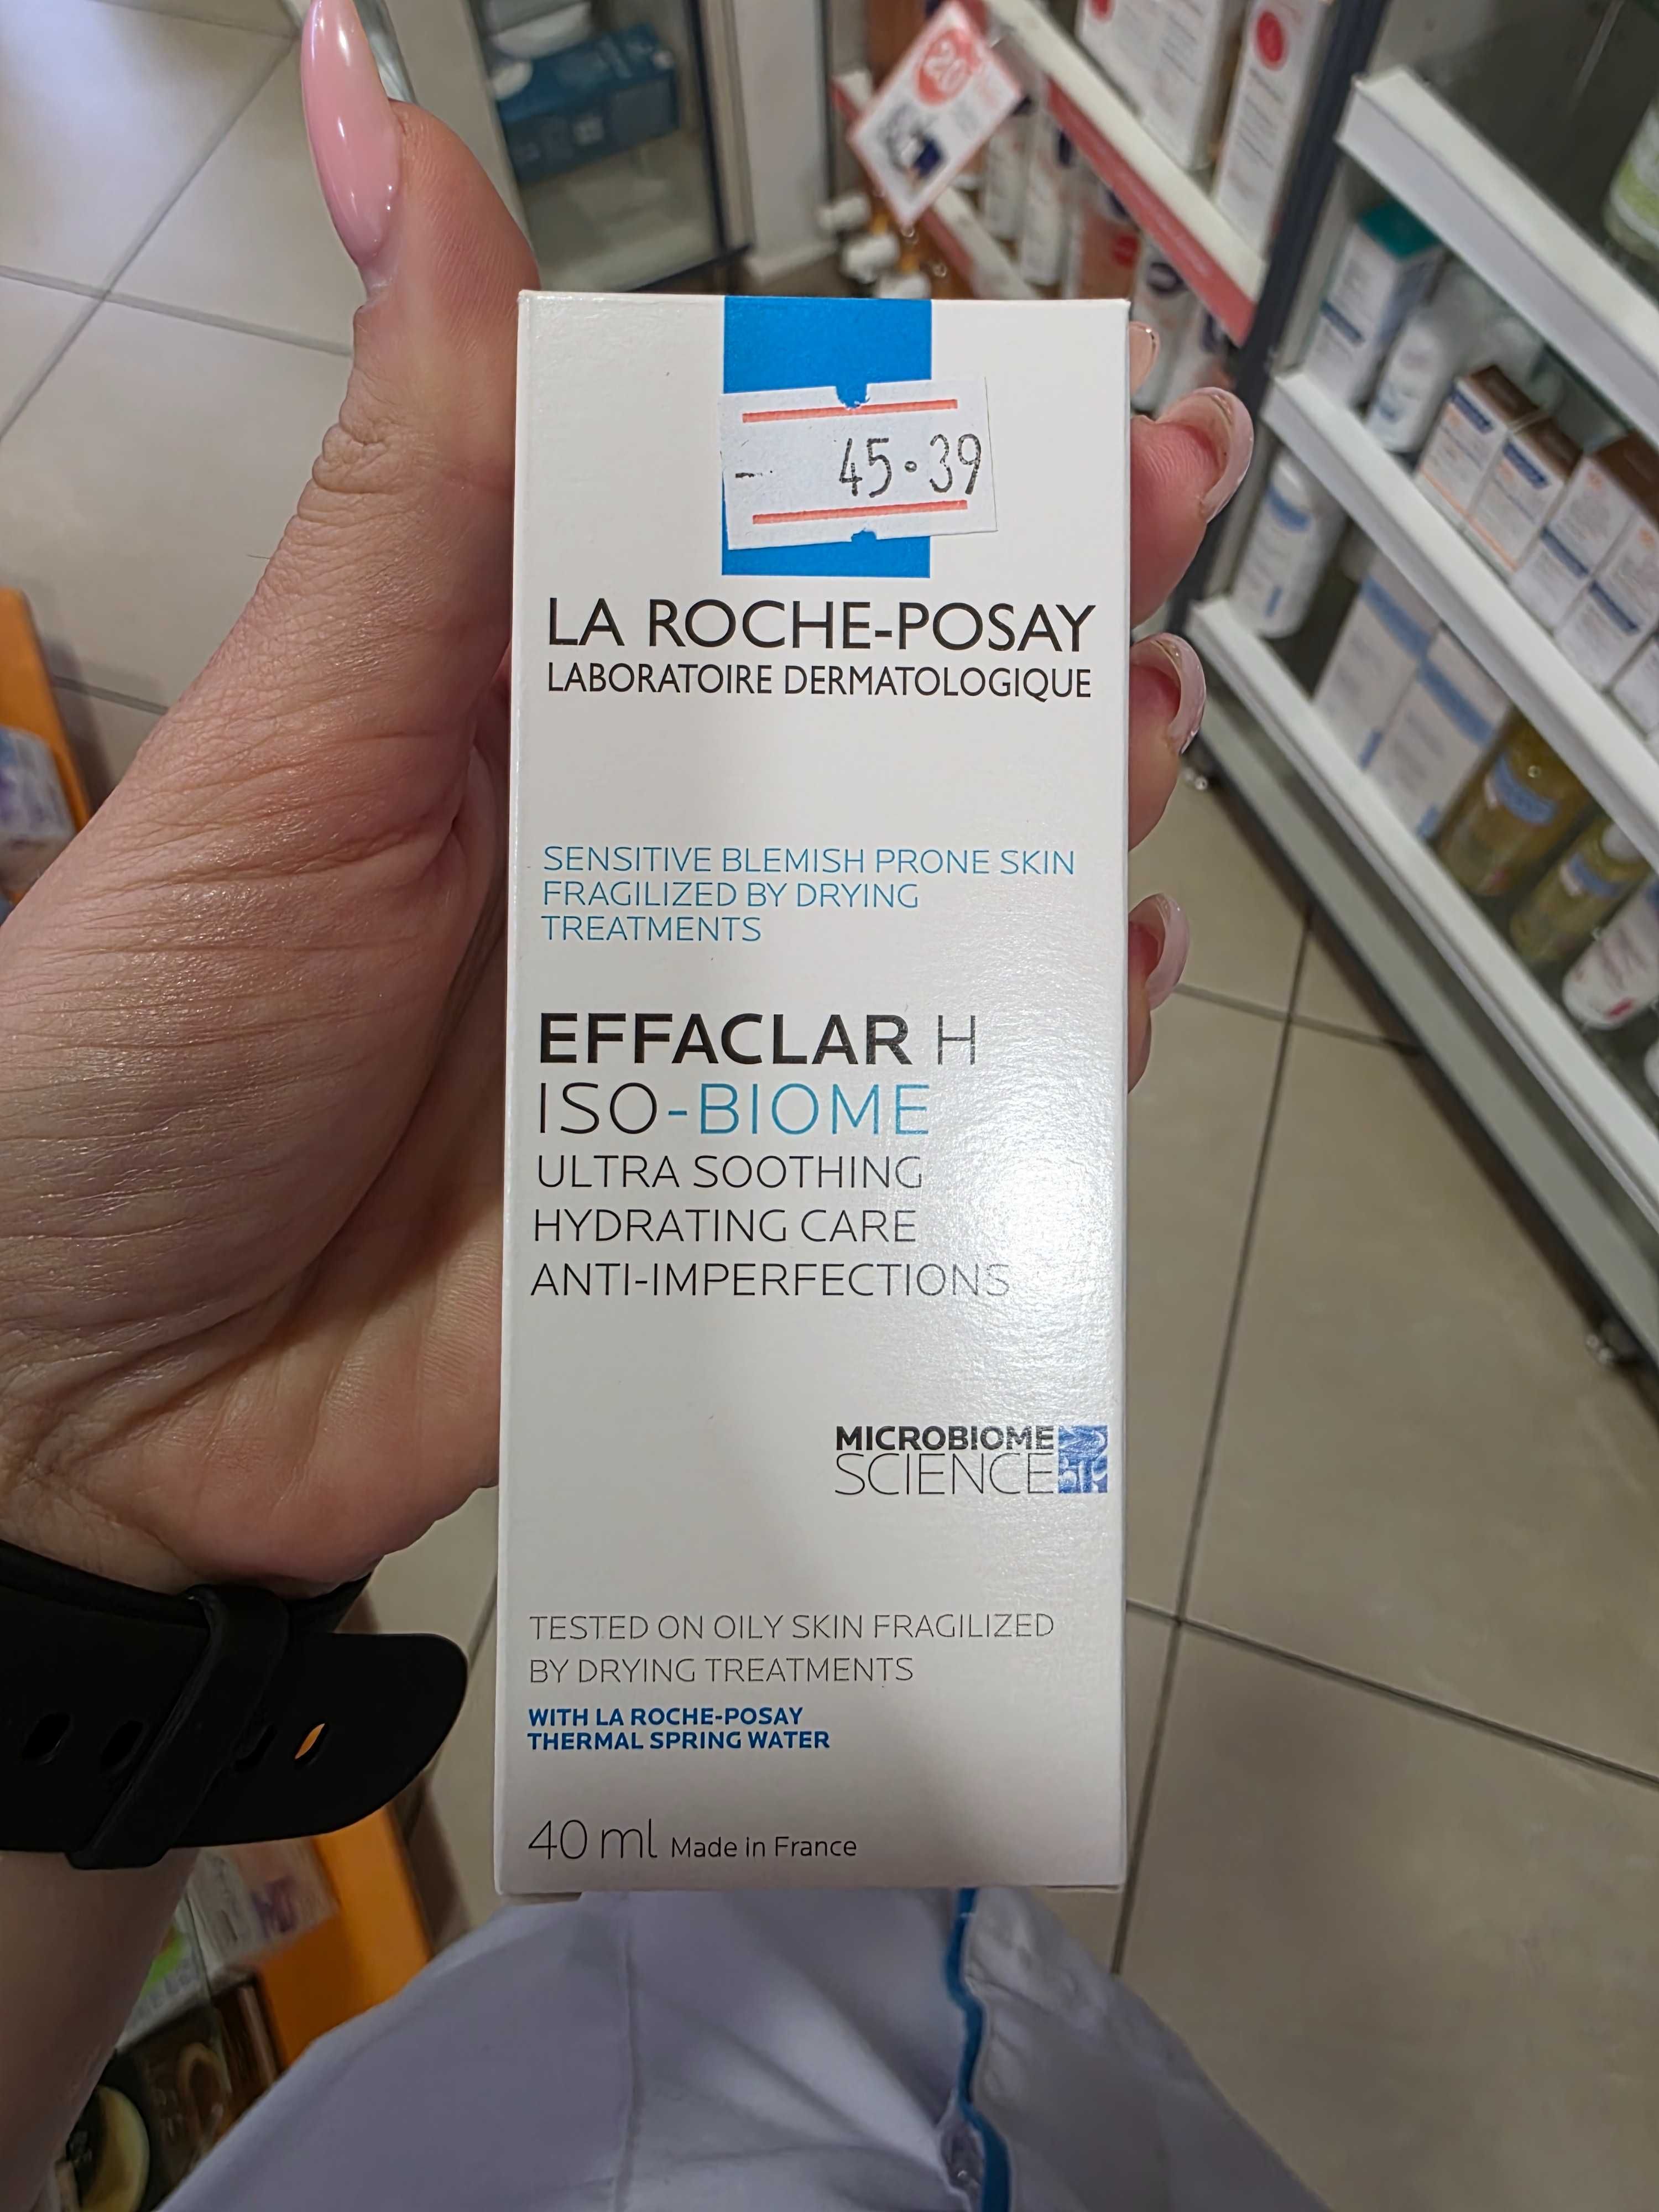 20
- 45.39
LA ROCHE-POSAY
LABORATOIRE DERMATOLOGIQUE
SENSITIVE BLEMISH PRONE SKIN
FRAGILIZED BY DRYING
TREATMENTS
EFFACLAR H
ISO-BIOME
ULTRA SOOTHING
HYDRATING CARE
ANTI-IMPERFECTIONS
MICROBIOME
SCIENCE
TESTED ON OILY SKIN FRAGILIZED
BY DRYING TREATMENTS
WITH LA ROCHE-POSAY
THERMAL SPRING WATER
40 ml Made in France